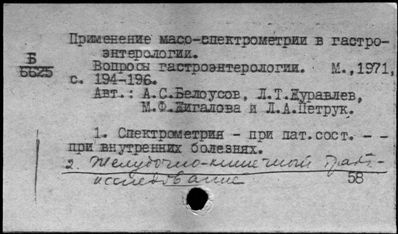 Применение масс-спектрометрии в гастро-
энтерологии.
Б
6625
Вопросы гастроэнтерологии. М.,1971,
с. 194-196.
Авт.: А.С.Белоусов, Л.Т.Журавлев,
М.Ф.Жигалова и Л.А.Петрук.
1. Спектрометрия - при пат.сост. - -
при внутренних болезнях.
2. Желудочно-кишечный тракт-
исследование
58